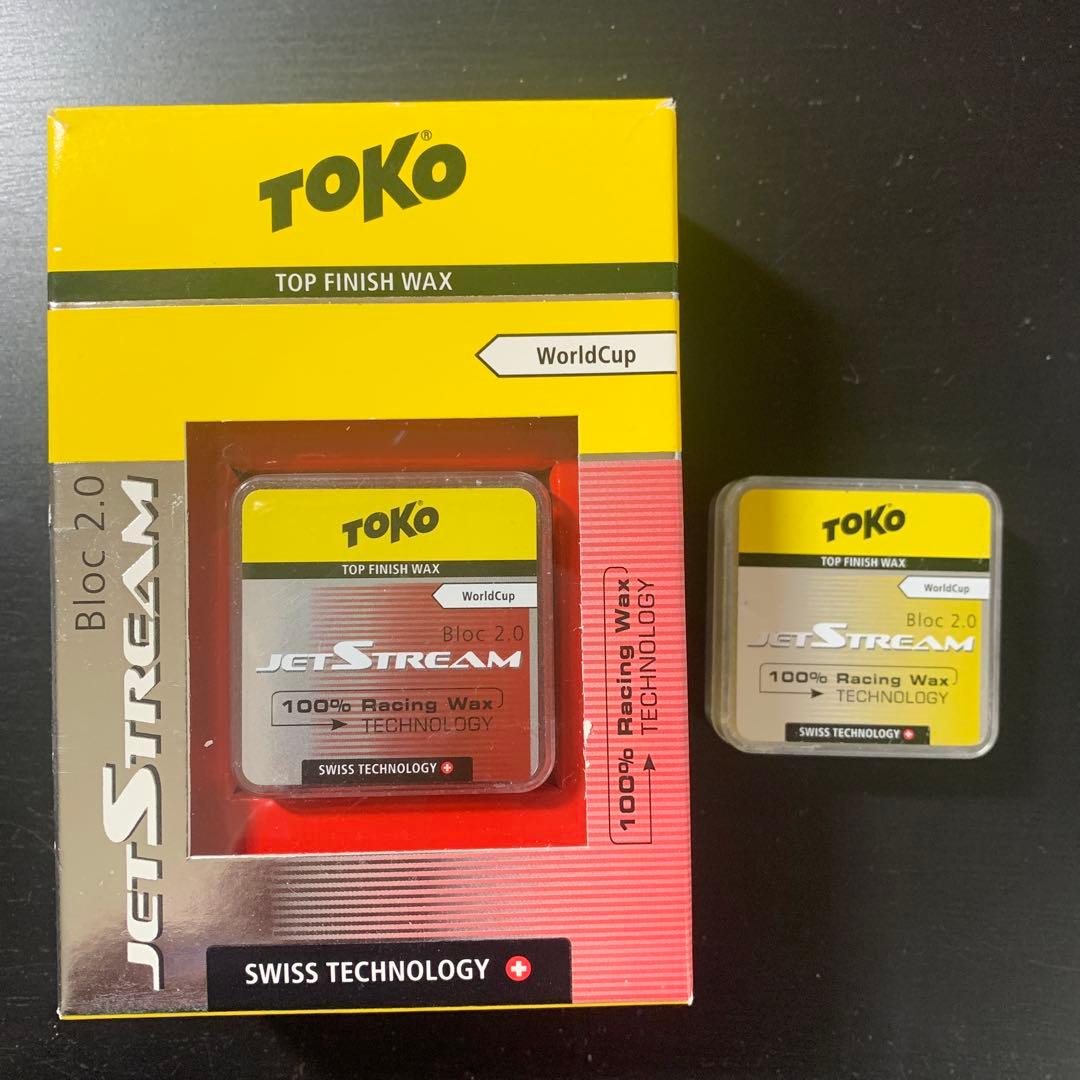 TOKO®
TOP FINISH WAX
WorldCup
Bloc 2.0
JETSTREAM
TOKO®
TOP FINISH WAX
WorldCup
Bloc 2.0
JETSTREAM
100% Racing Wax
TECHNOLOGY
SWISS TECHNOLOGY
100% Racing Wax
TECHNOLOGY
SWISS TECHNOLOGY
TOKO®
TOP FINISH WAX
WorldCup
Bloc 2.0
JETSTREAM
100% Racing Wax
TECHNOLOGY
SWISS TECHNOLOGY